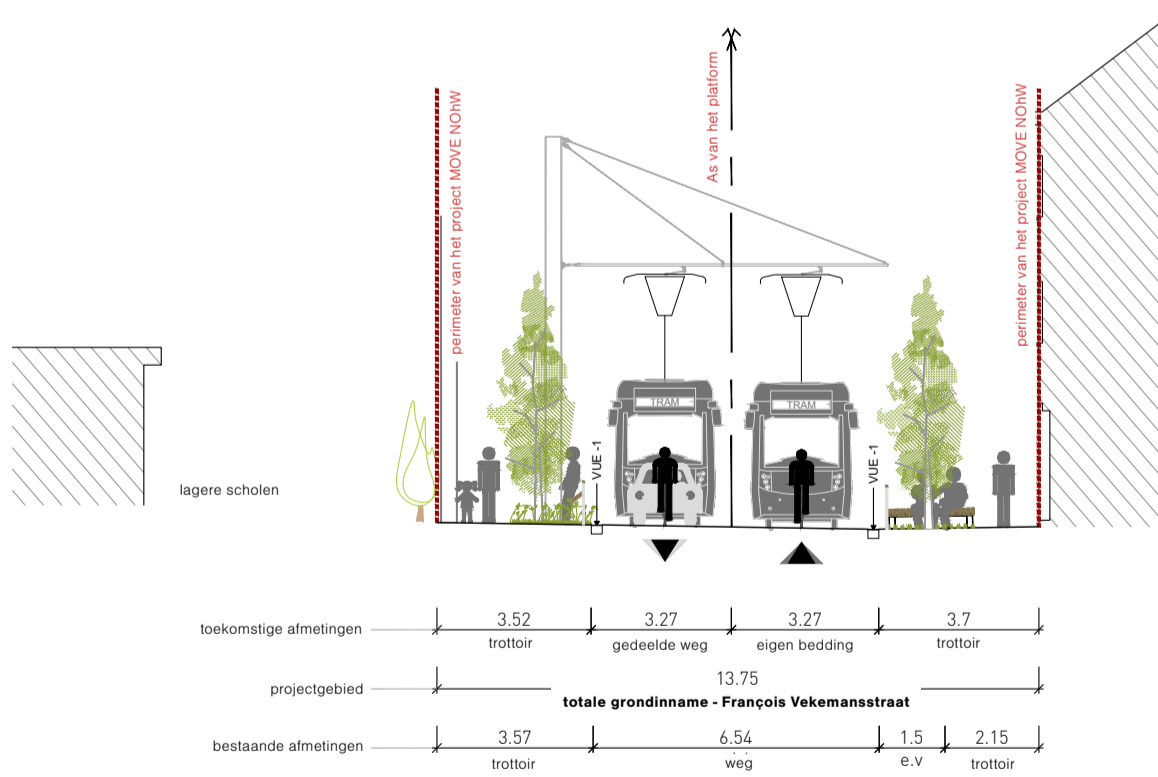 As van het platform
perimeter van het project MOVE NOhW
perimeter van het project MOVE NOhW
TRAM
TRAM
VUE -1
VUE -1
lagere scholen
toekomstige afmetingen
3.52
3.27
3.27
3.7
trottoir
gedeelde weg
eigen bedding
trottoir
projectgebied
13.75
totale grondinname - François Vekemansstraat
bestaande afmetingen
3.57
6.54
1.5
2.15
trottoir
weg
e.v
trottoir